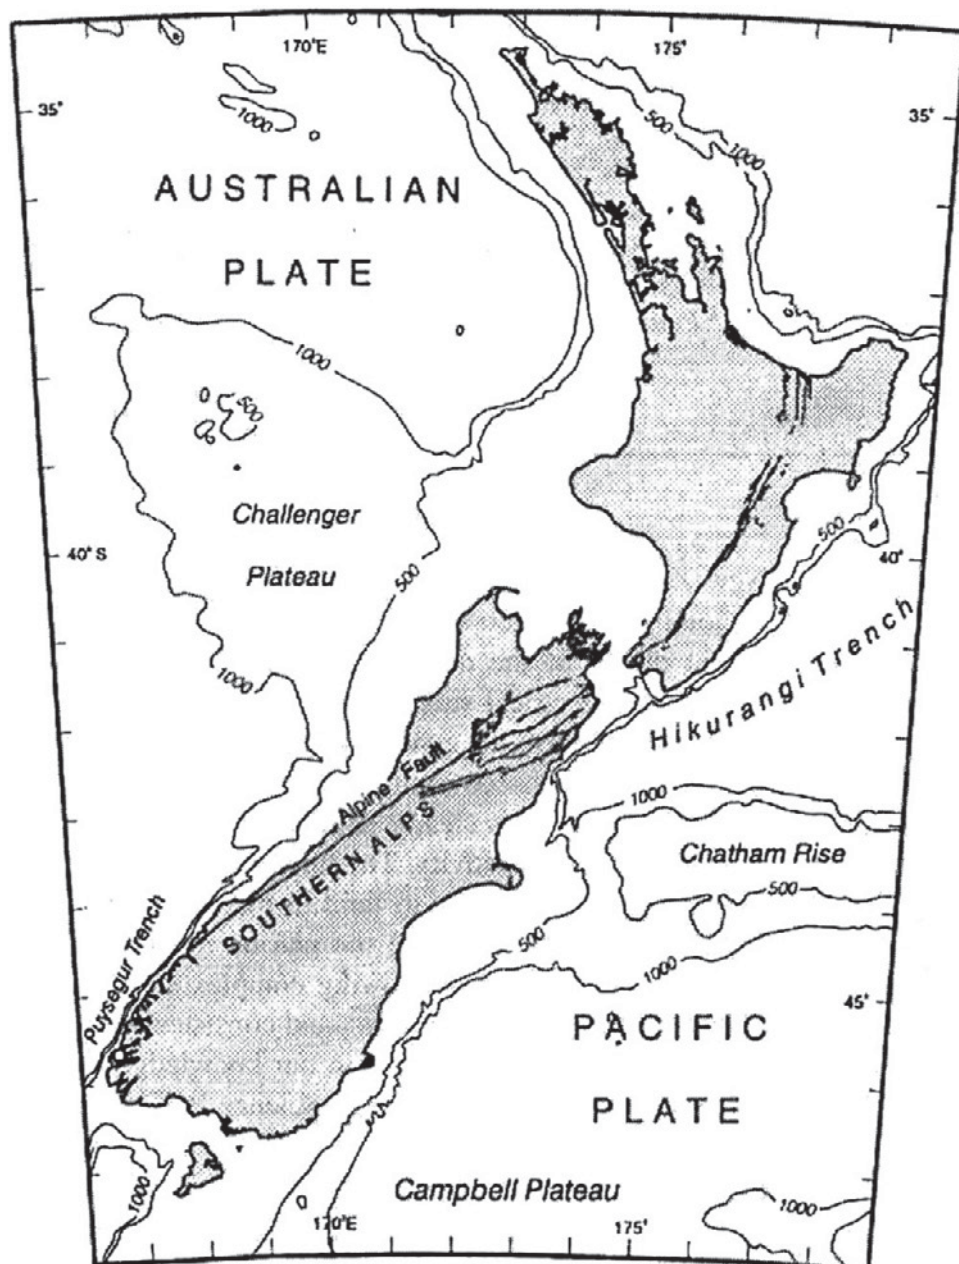 170°E
175°
35°
35°
1000
500
1000
AUSTRALIAN
PLATE
1000
500
Challenger
Plateau
40° S
500
500
40°
1000
Hikurangi Trench
Alpine Fault
1000
SOUTHERN ALPS
Chatham Rise
500
Puysegur Trench
500
1000
45°
PACIFIC
PLATE
1000
Campbell Plateau
1000
170°E
175°